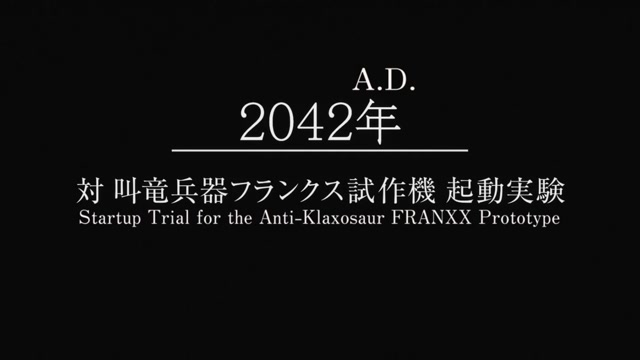 A.D.
2042年
対 叫竜兵器フランクス試作機 起動実験
Startup Trial for the Anti-Klaxosaur FRANXX Prototype